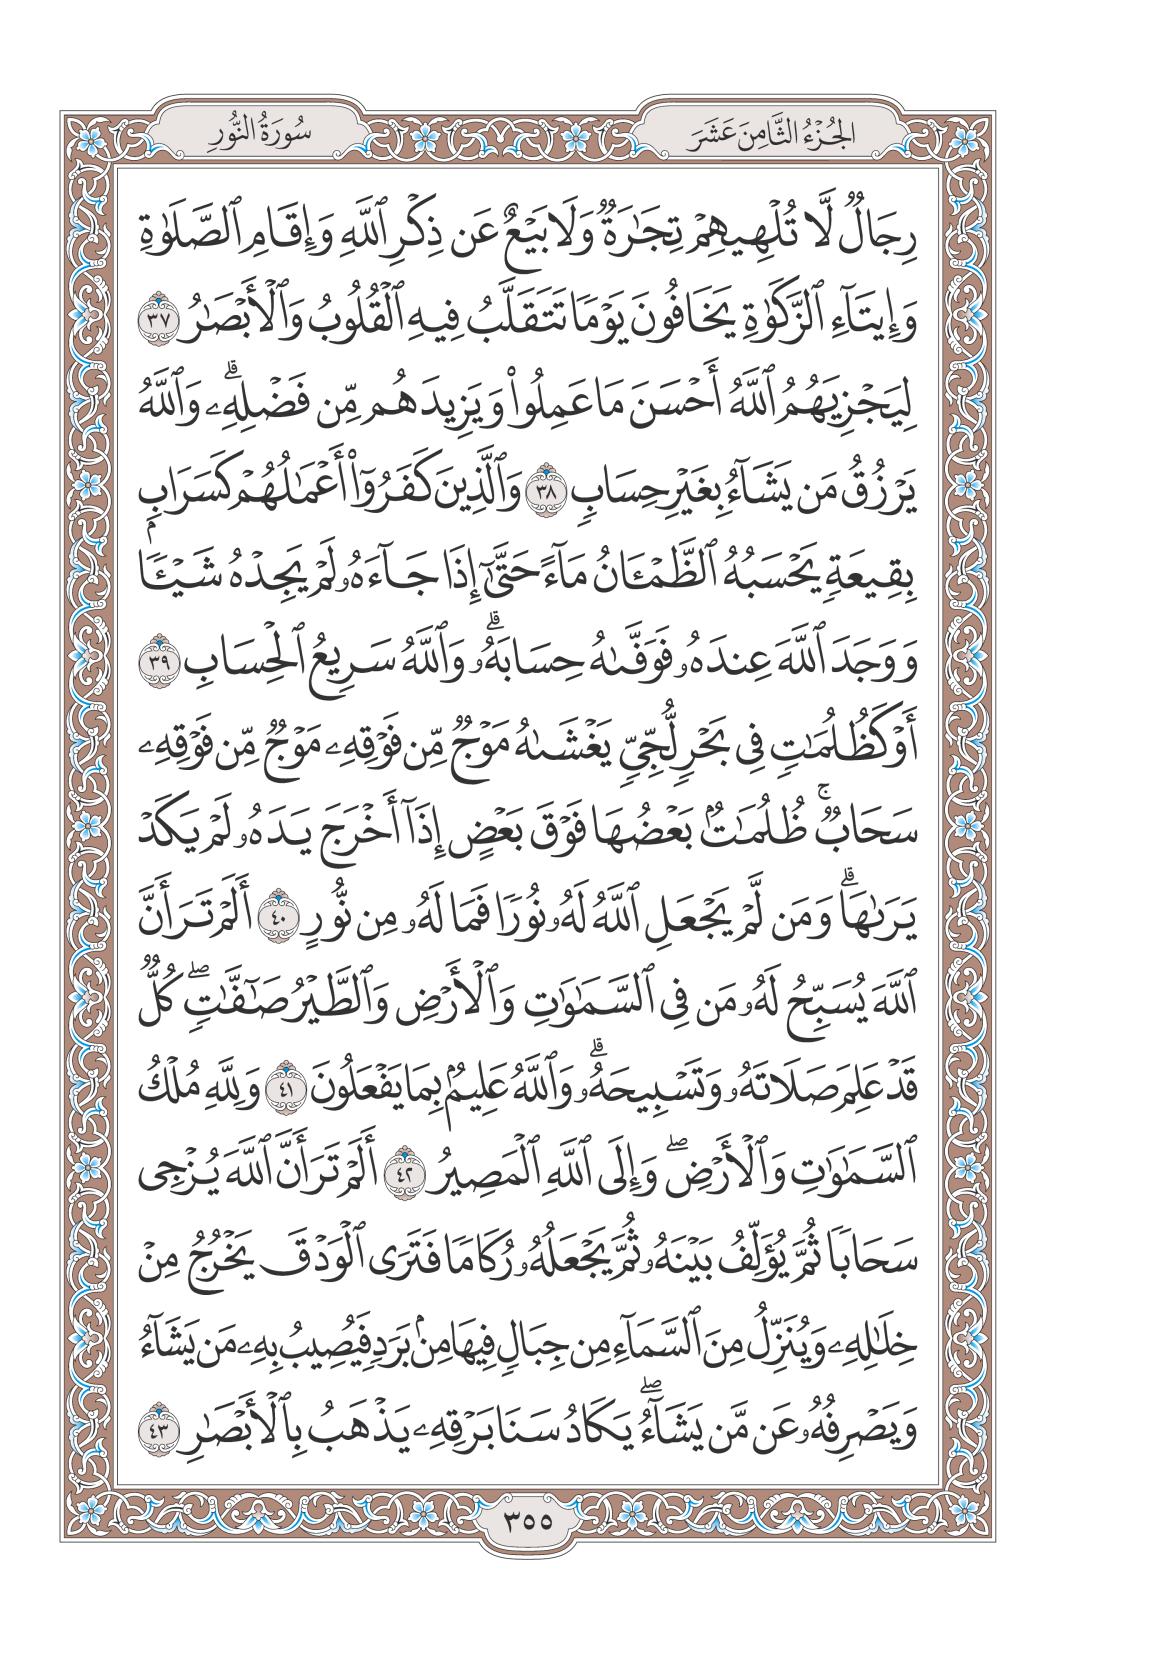 الجُزْءُ الثَّامِنَ عَشَرَ
سُورَةُ النُّورِ
رِجَالٌ لَّا تُلْهِيهِمْ تِجَٰرَةٌ وَلَا بَيْعٌ عَن ذِكْرِ ٱللَّهِ وَإِقَامِ ٱلصَّلَوٰةِ
وَإِيتَآءِ ٱلزَّكَوٰةِ يَخَافُونَ يَوْمًا تَتَقَلَّبُ فِيهِ ٱلْقُلُوبُ وَٱلْأَبْصَٰرُ ٣٧
لِيَجْزِيَهُمُ ٱللَّهُ أَحْسَنَ مَا عَمِلُوا۟ وَيَزِيدَهُم مِّن فَضْلِهِۦ ۗ وَٱللَّهُ
يَرْزُقُ مَن يَشَآءُ بِغَيْرِ حِسَابٍ ٣٨ وَٱلَّذِينَ كَفَرُوٓا۟ أَعْمَٰلُهُمْ كَسَرَابٍۭ
بِقِيعَةٍ يَحْسَبُهُ ٱلظَّمْـَٔانُ مَآءً حَتَّىٰٓ إِذَا جَآءَهُۥ لَمْ يَجِدْهُ شَيْـًٔا
وَوَجَدَ ٱللَّهَ عِندَهُۥ فَوَفَّىٰهُ حِسَابَهُۥ ۗ وَٱللَّهُ سَرِيعُ ٱلْحِسَابِ ٣٩
أَوْ كَظُلُمَٰتٍ فِى بَحْرٍ لُّجِّىٍّ يَغْشَىٰهُ مَوْجٌ مِّن فَوْقِهِۦ مَوْجٌ مِّن فَوْقِهِۦ
سَحَابٌ ۚ ظُلُمَٰتٌۢ بَعْضُهَا فَوْقَ بَعْضٍ إِذَآ أَخْرَجَ يَدَهُۥ لَمْ يَكَدْ
يَرَىٰهَا ۗ وَمَن لَّمْ يَجْعَلِ ٱللَّهُ لَهُۥ نُورًا فَمَا لَهُۥ مِن نُّورٍ ٤٠ أَلَمْ تَرَ أَنَّ
ٱللَّهَ يُسَبِّحُ لَهُۥ مَن فِى ٱلسَّمَٰوَٰتِ وَٱلْأَرْضِ وَٱلطَّيْرُ صَٰٓفَّٰتٍ ۖ كُلٌّ
قَدْ عَلِمَ صَلَاتَهُۥ وَتَسْبِيحَهُۥ ۗ وَٱللَّهُ عَلِيمٌۢ بِمَا يَفْعَلُونَ ٤١ وَلِلَّهِ مُلْكُ
ٱلسَّمَٰوَٰتِ وَٱلْأَرْضِ ۖ وَإِلَى ٱللَّهِ ٱلْمَصِيرُ ٤٢ أَلَمْ تَرَ أَنَّ ٱللَّهَ يُزْجِى
سَحَابًا ثُمَّ يُؤَلِّفُ بَيْنَهُۥ ثُمَّ يَجْعَلُهُۥ رُكَامًا فَتَرَى ٱلْوَدْقَ يَخْرُجُ مِنْ
خِلَٰلِهِۦ وَيُنَزِّلُ مِنَ ٱلسَّمَآءِ مِن جِبَالٍ فِيهَا مِنۢ بَرَدٍ فَيُصِيبُ بِهِۦ مَن يَشَآءُ
وَيَصْرِفُهُۥ عَن مَّن يَشَآءُ ۖ يَكَادُ سَنَا بَرْقِهِۦ يَذْهَبُ بِٱلْأَبْصَٰرِ ٤٣
٣٥٥